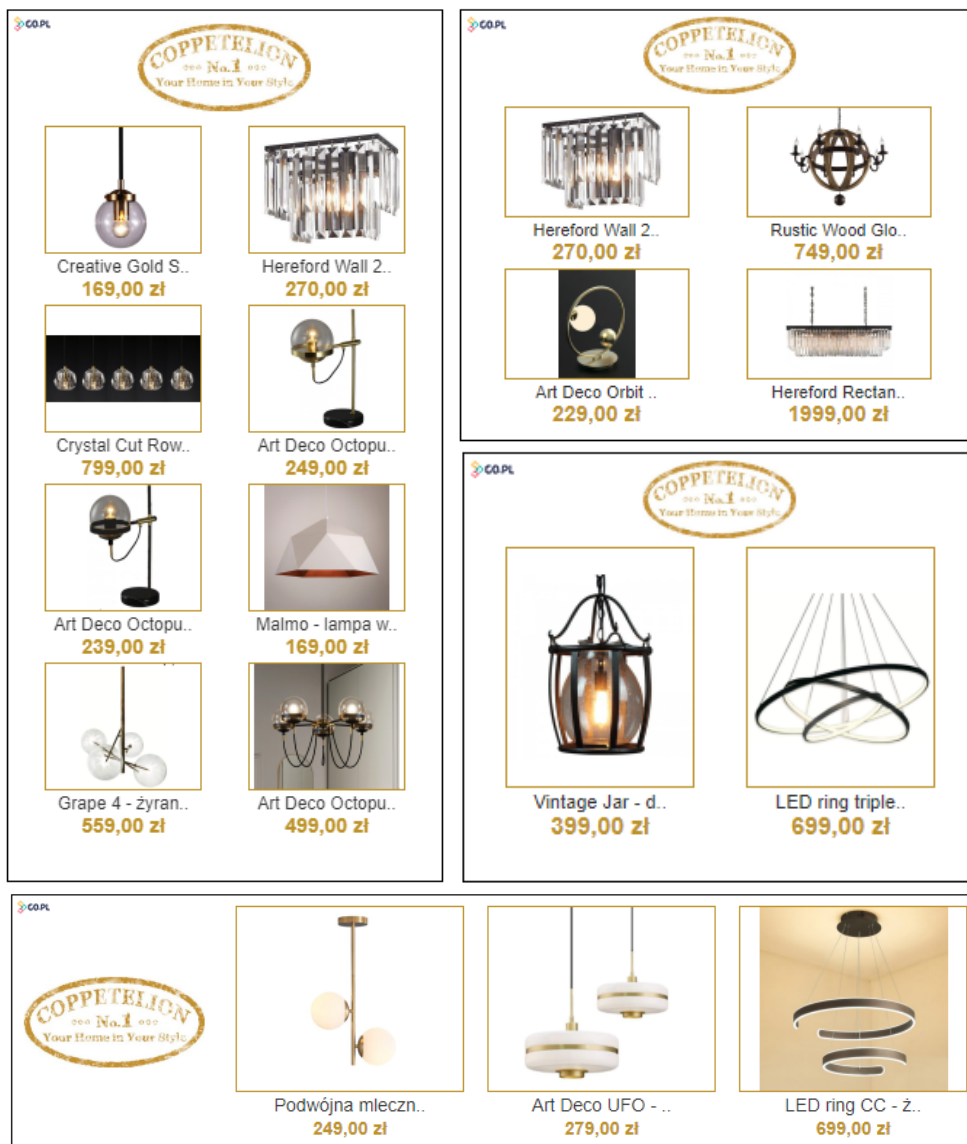 GO.PL
COPPETELION
No.1
Your Home in Your Style
Creative Gold S..
169,00 zł
Hereford Wall 2..
270,00 zł
Crystal Cut Row..
799,00 zł
Art Deco Octopu..
249,00 zł
Art Deco Octopu..
239,00 zł
Malmo - lampa w..
169,00 zł
Grape 4 - żyran..
559,00 zł
Art Deco Octopu..
499,00 zł
GO.PL
COPPETELION
No.1
Your Home in Your Style
Hereford Wall 2..
270,00 zł
Rustic Wood Glo..
749,00 zł
Art Deco Orbit ..
229,00 zł
Hereford Rectan..
1999,00 zł
GO.PL
COPPETELION
No.1
Your Home in Your Style
Vintage Jar - d..
399,00 zł
LED ring triple..
699,00 zł
GO.PL
COPPETELION
No.1
Your Home in Your Style
Podwójna mleczn..
249,00 zł
Art Deco UFO - ..
279,00 zł
LED ring CC - ż..
699,00 zł